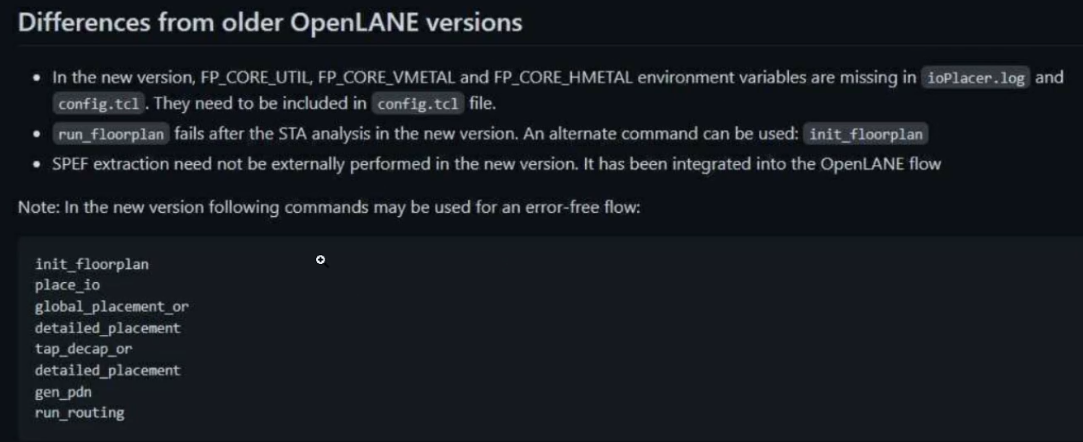 Differences from older OpenLANE versions
• In the new version, FP_CORE_UTIL, FP_CORE_VMETAL and FP_CORE_HMETAL environment variables are missing in ioPlacer.log and
config.tcl. They need to be included in config.tcl file.
• run_floorplan fails after the STA analysis in the new version. An alternate command can be used: init_floorplan
• SPEF extraction need not be externally performed in the new version. It has been integrated into the OpenLANE flow
Note: In the new version following commands may be used for an error-free flow:
init_floorplan
place_io
global_placement_or
detailed_placement
tap_decap_or
detailed_placement
gen_pdn
run_routing